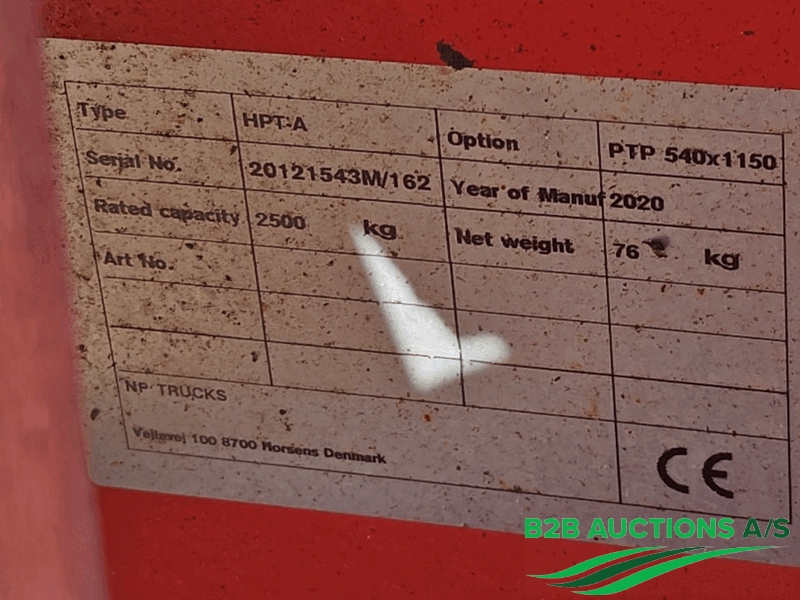 Type HPT-A Option PTP 540x1150
Serial No. 20121543M/162 Year of Manuf 2020
Rated capacity 2500 kg Net weight 76 kg
Art No.
NP TRUCKS
Vejlevej 100 8700 Horsens Denmark
CE
B2B AUCTIONS A/S